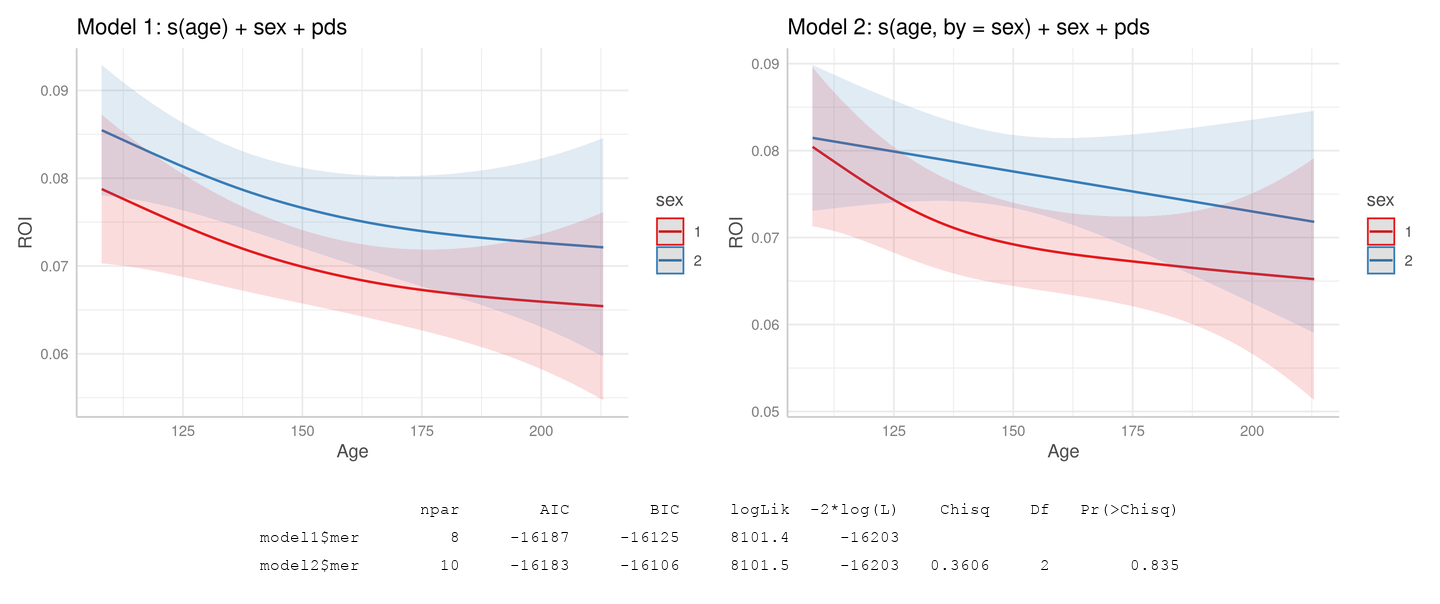 Model 1: s(age) + sex + pds
0.09
0.08
0.07
0.06
ROI
125 150 175 200
Age
sex
1
2
Model 2: s(age, by = sex) + sex + pds
0.09
0.08
0.07
0.06
0.05
ROI
125 150 175 200
Age
sex
1
2
npar AIC BIC logLik -2*log(L) Chisq Df Pr(>Chisq)
model1$mer 8 -16187 -16125 8101.4 -16203
model2$mer 10 -16183 -16106 8101.5 -16203 0.3606 2 0.835